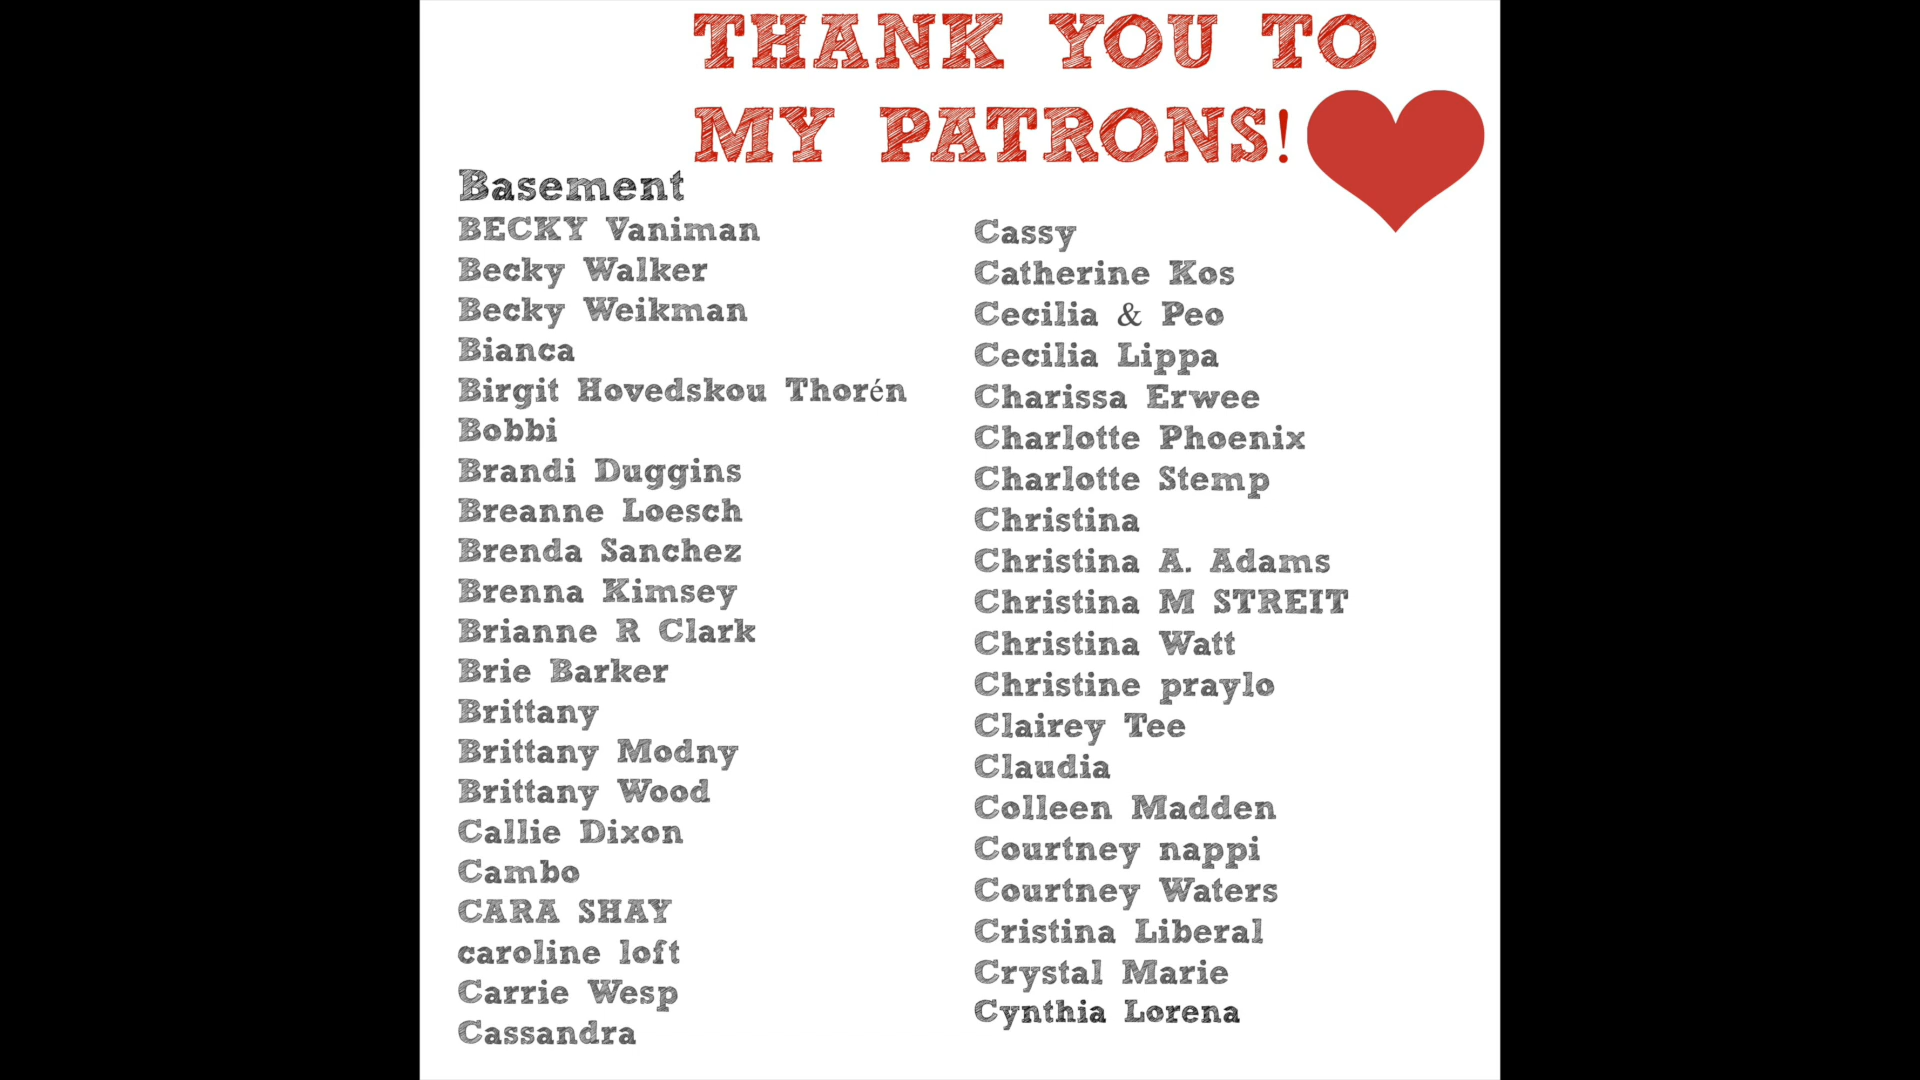 THANK YOU TO
MY PATRONS!
Basement
BECKY Vaniman
Becky Walker
Becky Weikman
Bianca
Birgit Hovedskou Thorén
Bobbi
Brandi Duggins
Breanne Loesch
Brenda Sanchez
Brenna Kimsey
Brianne R Clark
Brie Barker
Brittany
Brittany Modny
Brittany Wood
Callie Dixon
Cambo
CARA SHAY
caroline loft
Carrie Wesp
Cassandra
Cassy
Catherine Kos
Cecilia & Peo
Cecilia Lippa
Charissa Erwee
Charlotte Phoenix
Charlotte Stemp
Christina
Christina A. Adams
Christina M STREIT
Christina Watt
Christine praylo
Clairey Tee
Claudia
Colleen Madden
Courtney nappi
Courtney Waters
Cristina Liberal
Crystal Marie
Cynthia Lorena